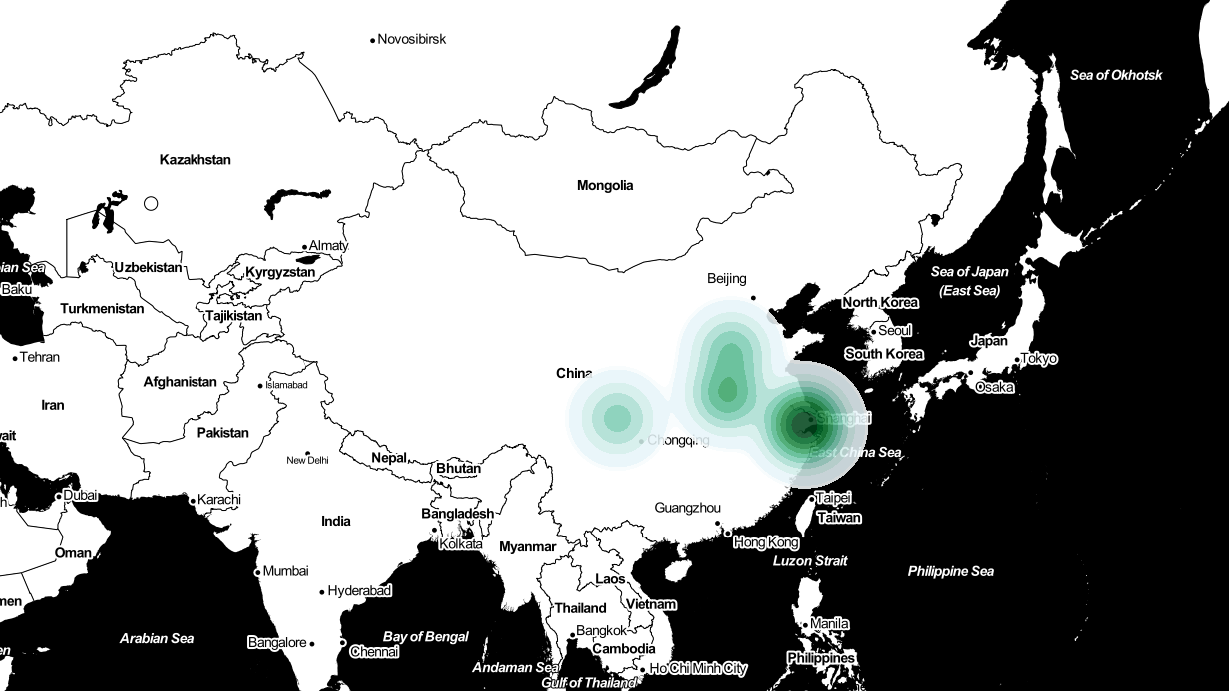 Novosibirsk
Sea of Okhotsk
Kazakhstan
Mongolia
Almaty
ian Sea
Uzbekistan
Kyrgyzstan
Beijing
Sea of Japan
(East Sea)
Baku
Turkmenistan
Tajikistan
North Korea
Seoul
South Korea
Japan
Tokyo
Tehran
Afghanistan
Islamabad
China
Osaka
Iran
Pakistan
Shanghai
Chongqing
East China Sea
New Delhi
Nepal
Bhutan
Dubai
Karachi
Taipei
Taiwan
Guangzhou
Bangladesh
India
Kolkata
Myanmar
Hong Kong
Oman
Luzon Strait
Philippine Sea
Mumbai
Laos
Hyderabad
Vietnam
Thailand
men
Manila
Arabian Sea
Bay of Bengal
Bangkok
Bangalore
Chennai
Cambodia
Philippines
Andaman Sea
Ho Chi Minh City
Gulf of Thailand